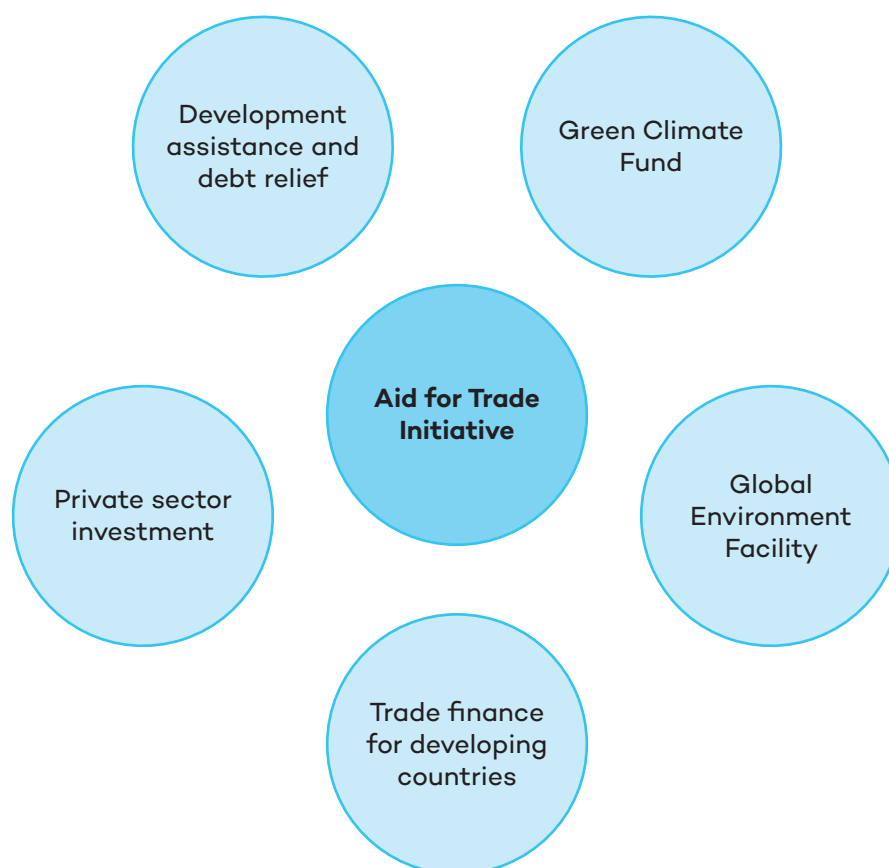 Development
assistance and
debt relief
Green Climate
Fund
Aid for Trade
Initiative
Private sector
investment
Global
Environment
Facility
Trade finance
for developing
countries